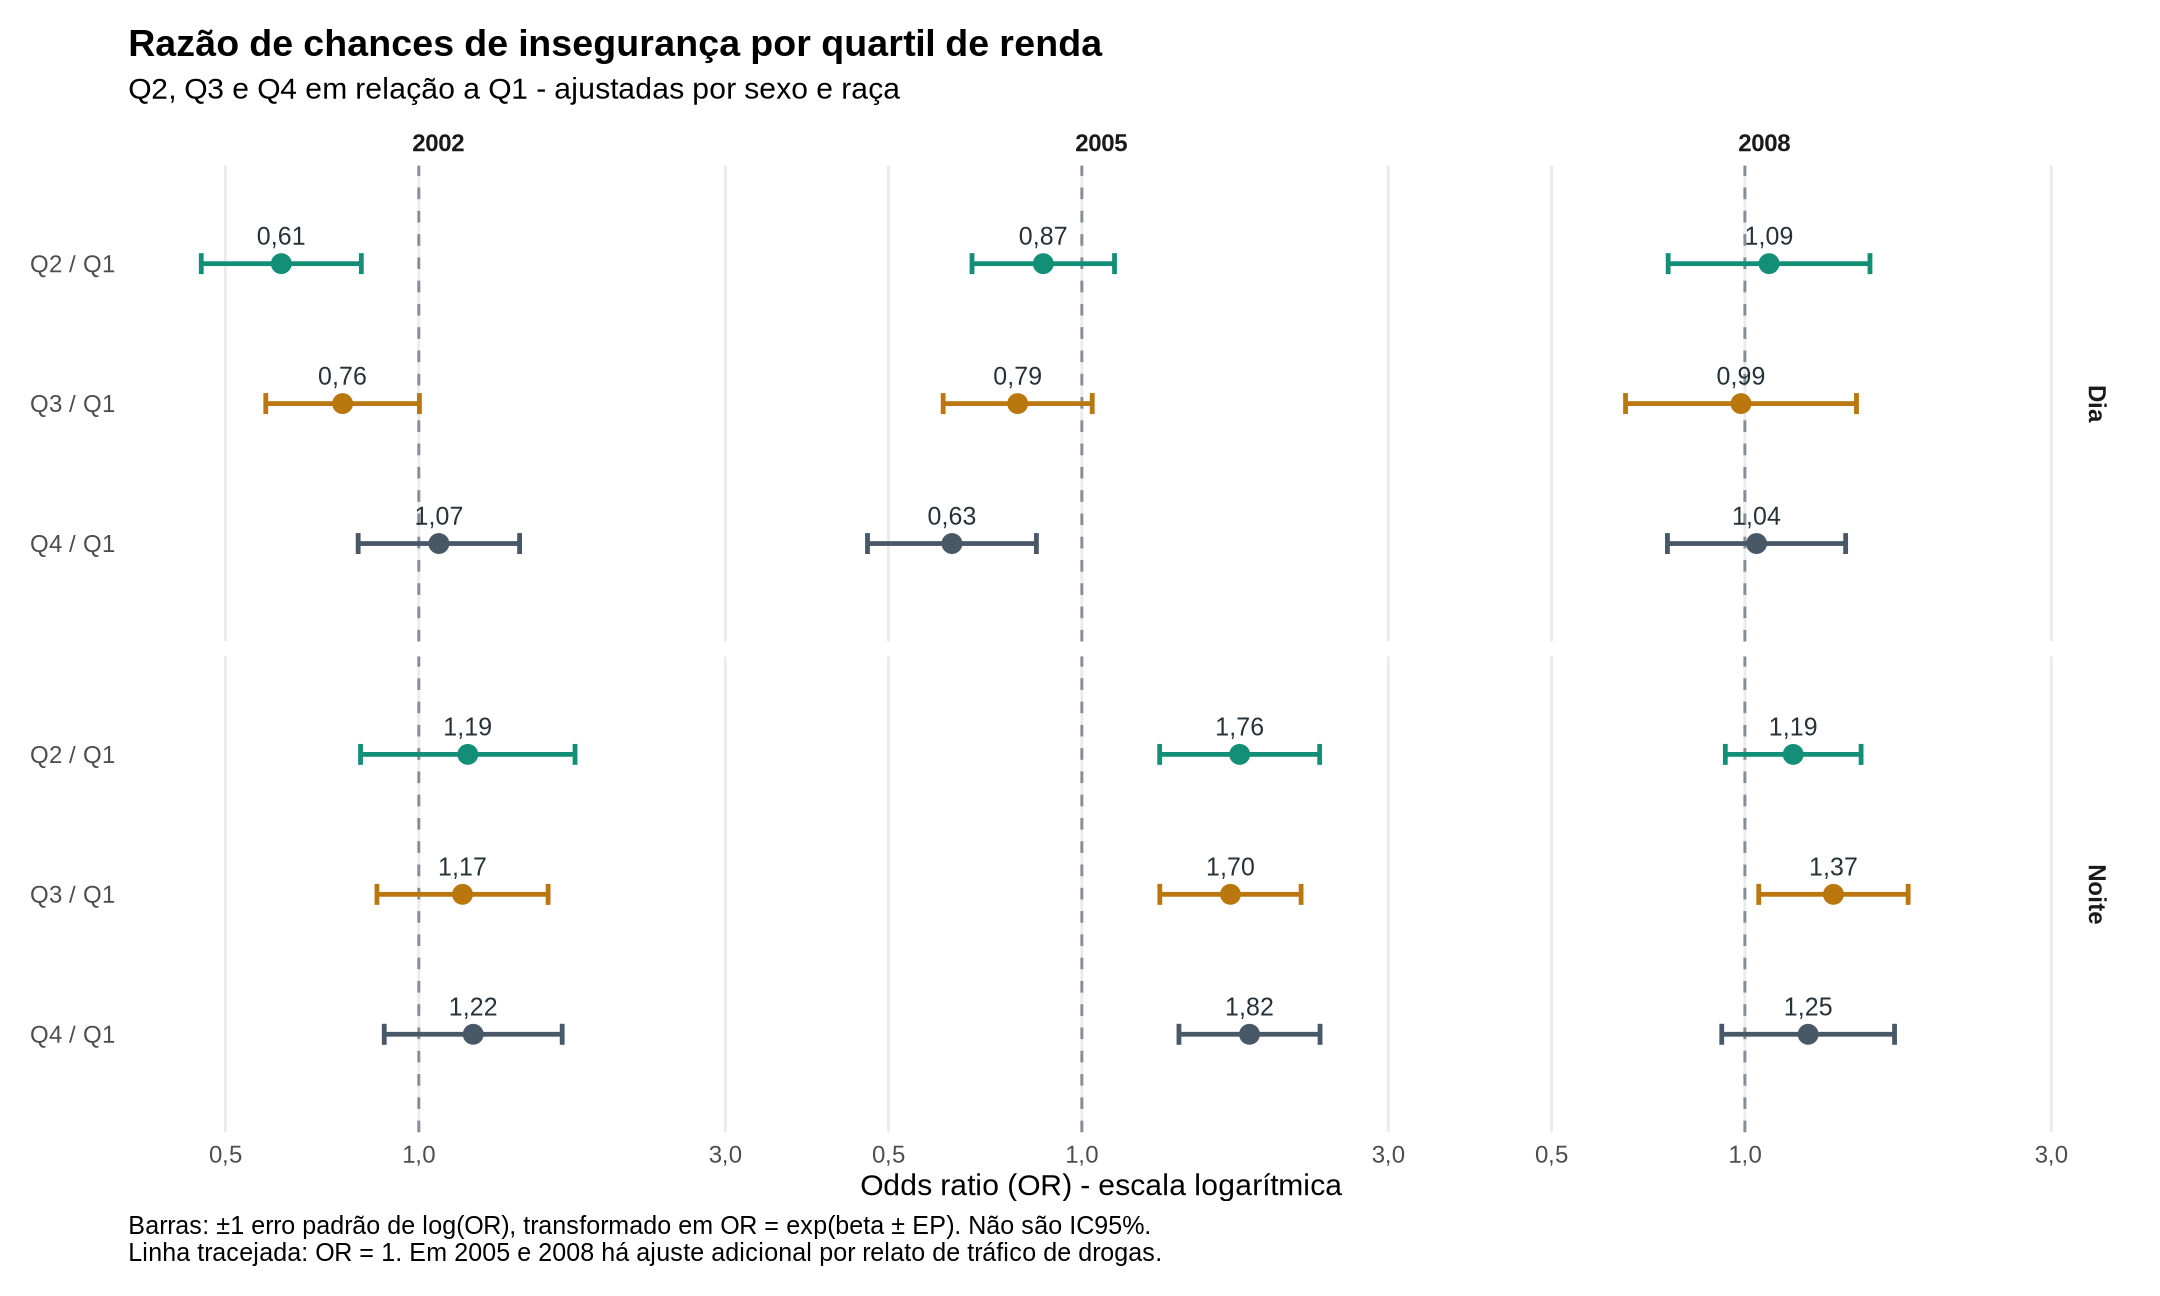 Razão de chances de insegurança por quartil de renda
Q2, Q3 e Q4 em relação a Q1 - ajustadas por sexo e raça
2002 2005 2008
0,61 0,87 1,09
Q2 / Q1
0,76 0,79 0,99
Q3 / Q1
Dia
1,07 0,63 1,04
Q4 / Q1
1,19 1,76 1,19
Q2 / Q1
1,17 1,70 1,37
Q3 / Q1
Noite
1,22 1,82 1,25
Q4 / Q1
0,5 1,0 3,0 0,5 1,0 3,0 0,5 1,0 3,0
Odds ratio (OR) - escala logarítmica
Barras: ±1 erro padrão de log(OR), transformado em OR = exp(beta ± EP). Não são IC95%.
Linha tracejada: OR = 1. Em 2005 e 2008 há ajuste adicional por relato de tráfico de drogas.